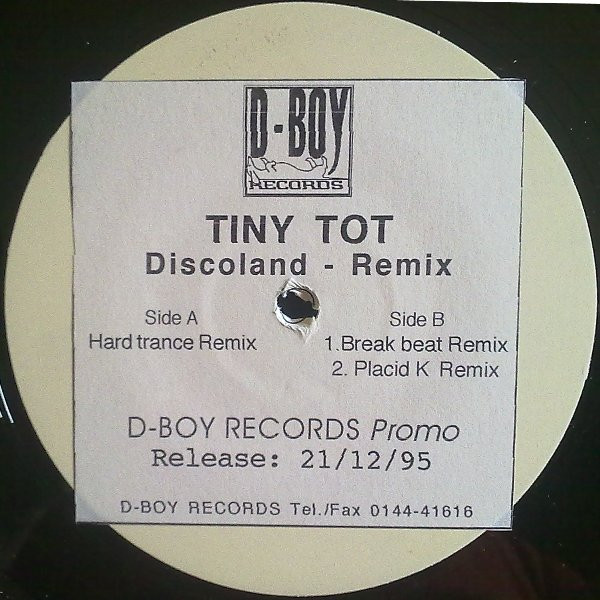 D-BOY
RECORDS
TINY TOT
Discoland - Remix
Side A
Hard trance Remix
Side B
1.Break beat Remix
2. Placid K Remix
D-BOY RECORDS Promo
Release: 21/12/95
D-BOY RECORDS Tel./Fax 0144-41616